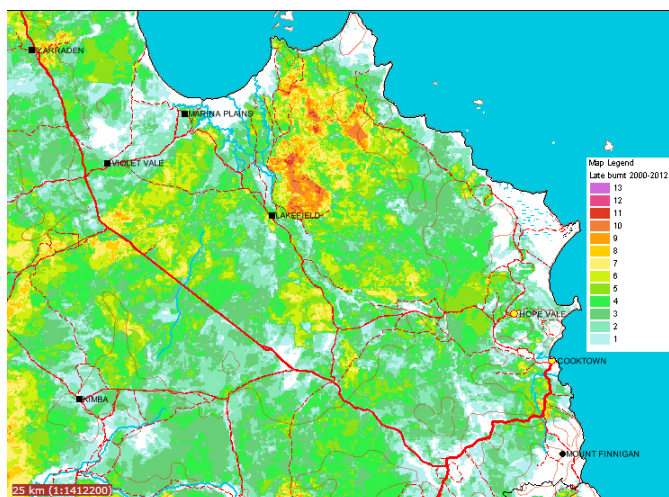 YARRADEN
MARINA PLAINS
VIOLET VALE
LAKEFIELD
HOPE VALE
COOKTOWN
KIMBA
MOUNT FINNIGAN
Map Legend
Late burnt 2000-2012
13
12
11
10
9
8
7
6
5
4
3
2
1
25 km (1:1412200)